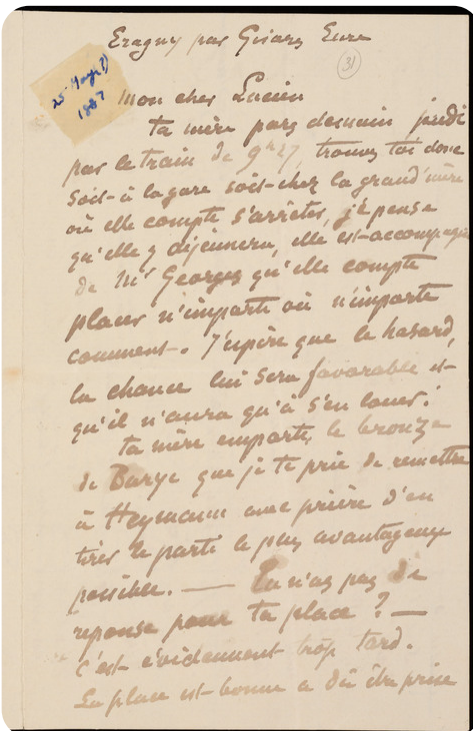 Eragny par Gisors Eure
31
25 May (?)
1887
Mon cher Lucien
ta mère part demain jeudi
par le train de 9h27, trouves toi donc
soit à la gare soit chez la grand'mère
où elle compte s'arrêter, je pense
qu'elle y déjeunera, elle est accompagnée
de Mr Georges qu'elle compte
placer n'importe où n'importe
comment. J'espère que le hasard,
la chance lui sera favorable et
qu'il n'aura qu'à s'en louer!
ta mère emporte, le bronze
de Barye que je te prie de remettre
à Heymann avec prière d'en
tirer le parti le plus avantageux
possible. — Tu n'as pas de
réponse pour ta place? —
c'est évidemment trop tard.
La place est bonne a dû être prise